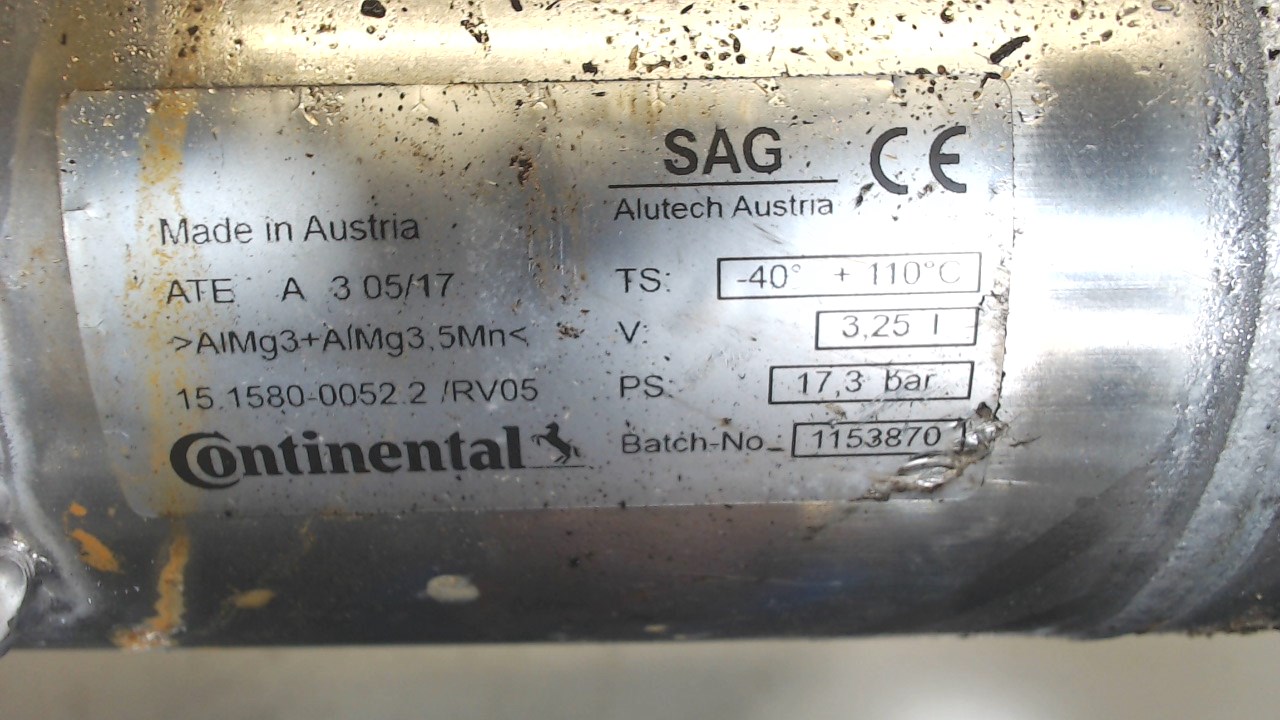 SAG CE
Alutech Austria
Made in Austria
ATE A 3 05/17
TS: -40° + 110°C
>AlMg3+AlMg3,5Mn<
V: 3,25 l
15.1580-0052.2 /RV05
PS: 17,3 bar
Continental
Batch-No. 1153870